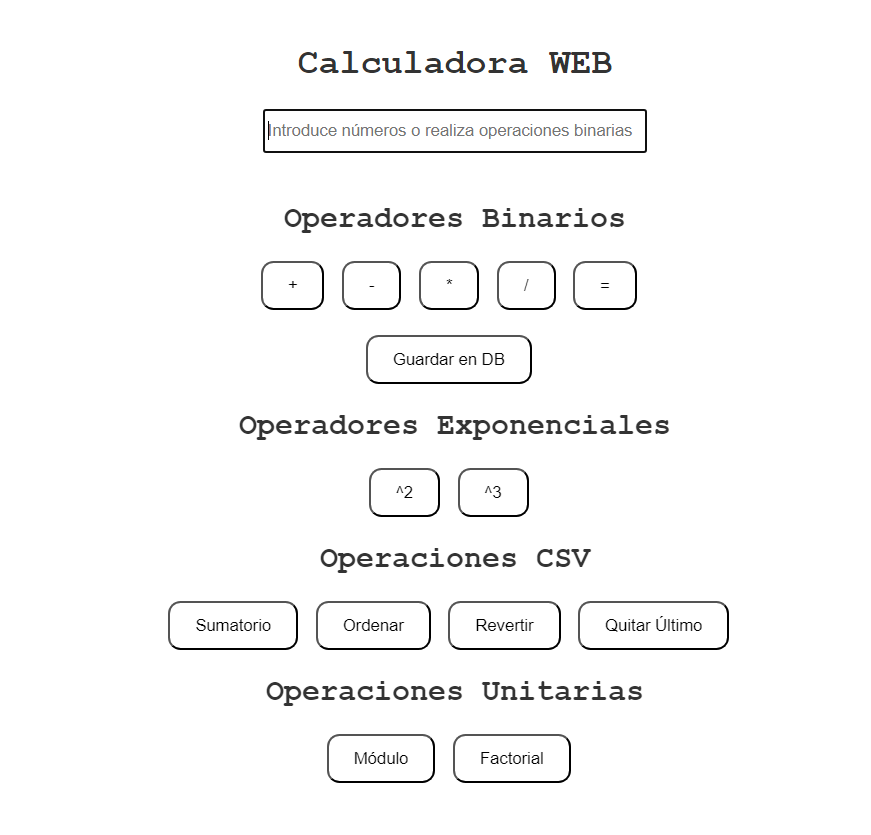 Calculadora WEB
Introduce números o realiza operaciones binarias
Operadores Binarios
+ - * / =
Guardar en DB
Operadores Exponenciales
^2 ^3
Operaciones CSV
Sumatorio Ordenar Revertir Quitar Último
Operaciones Unitarias
Módulo Factorial